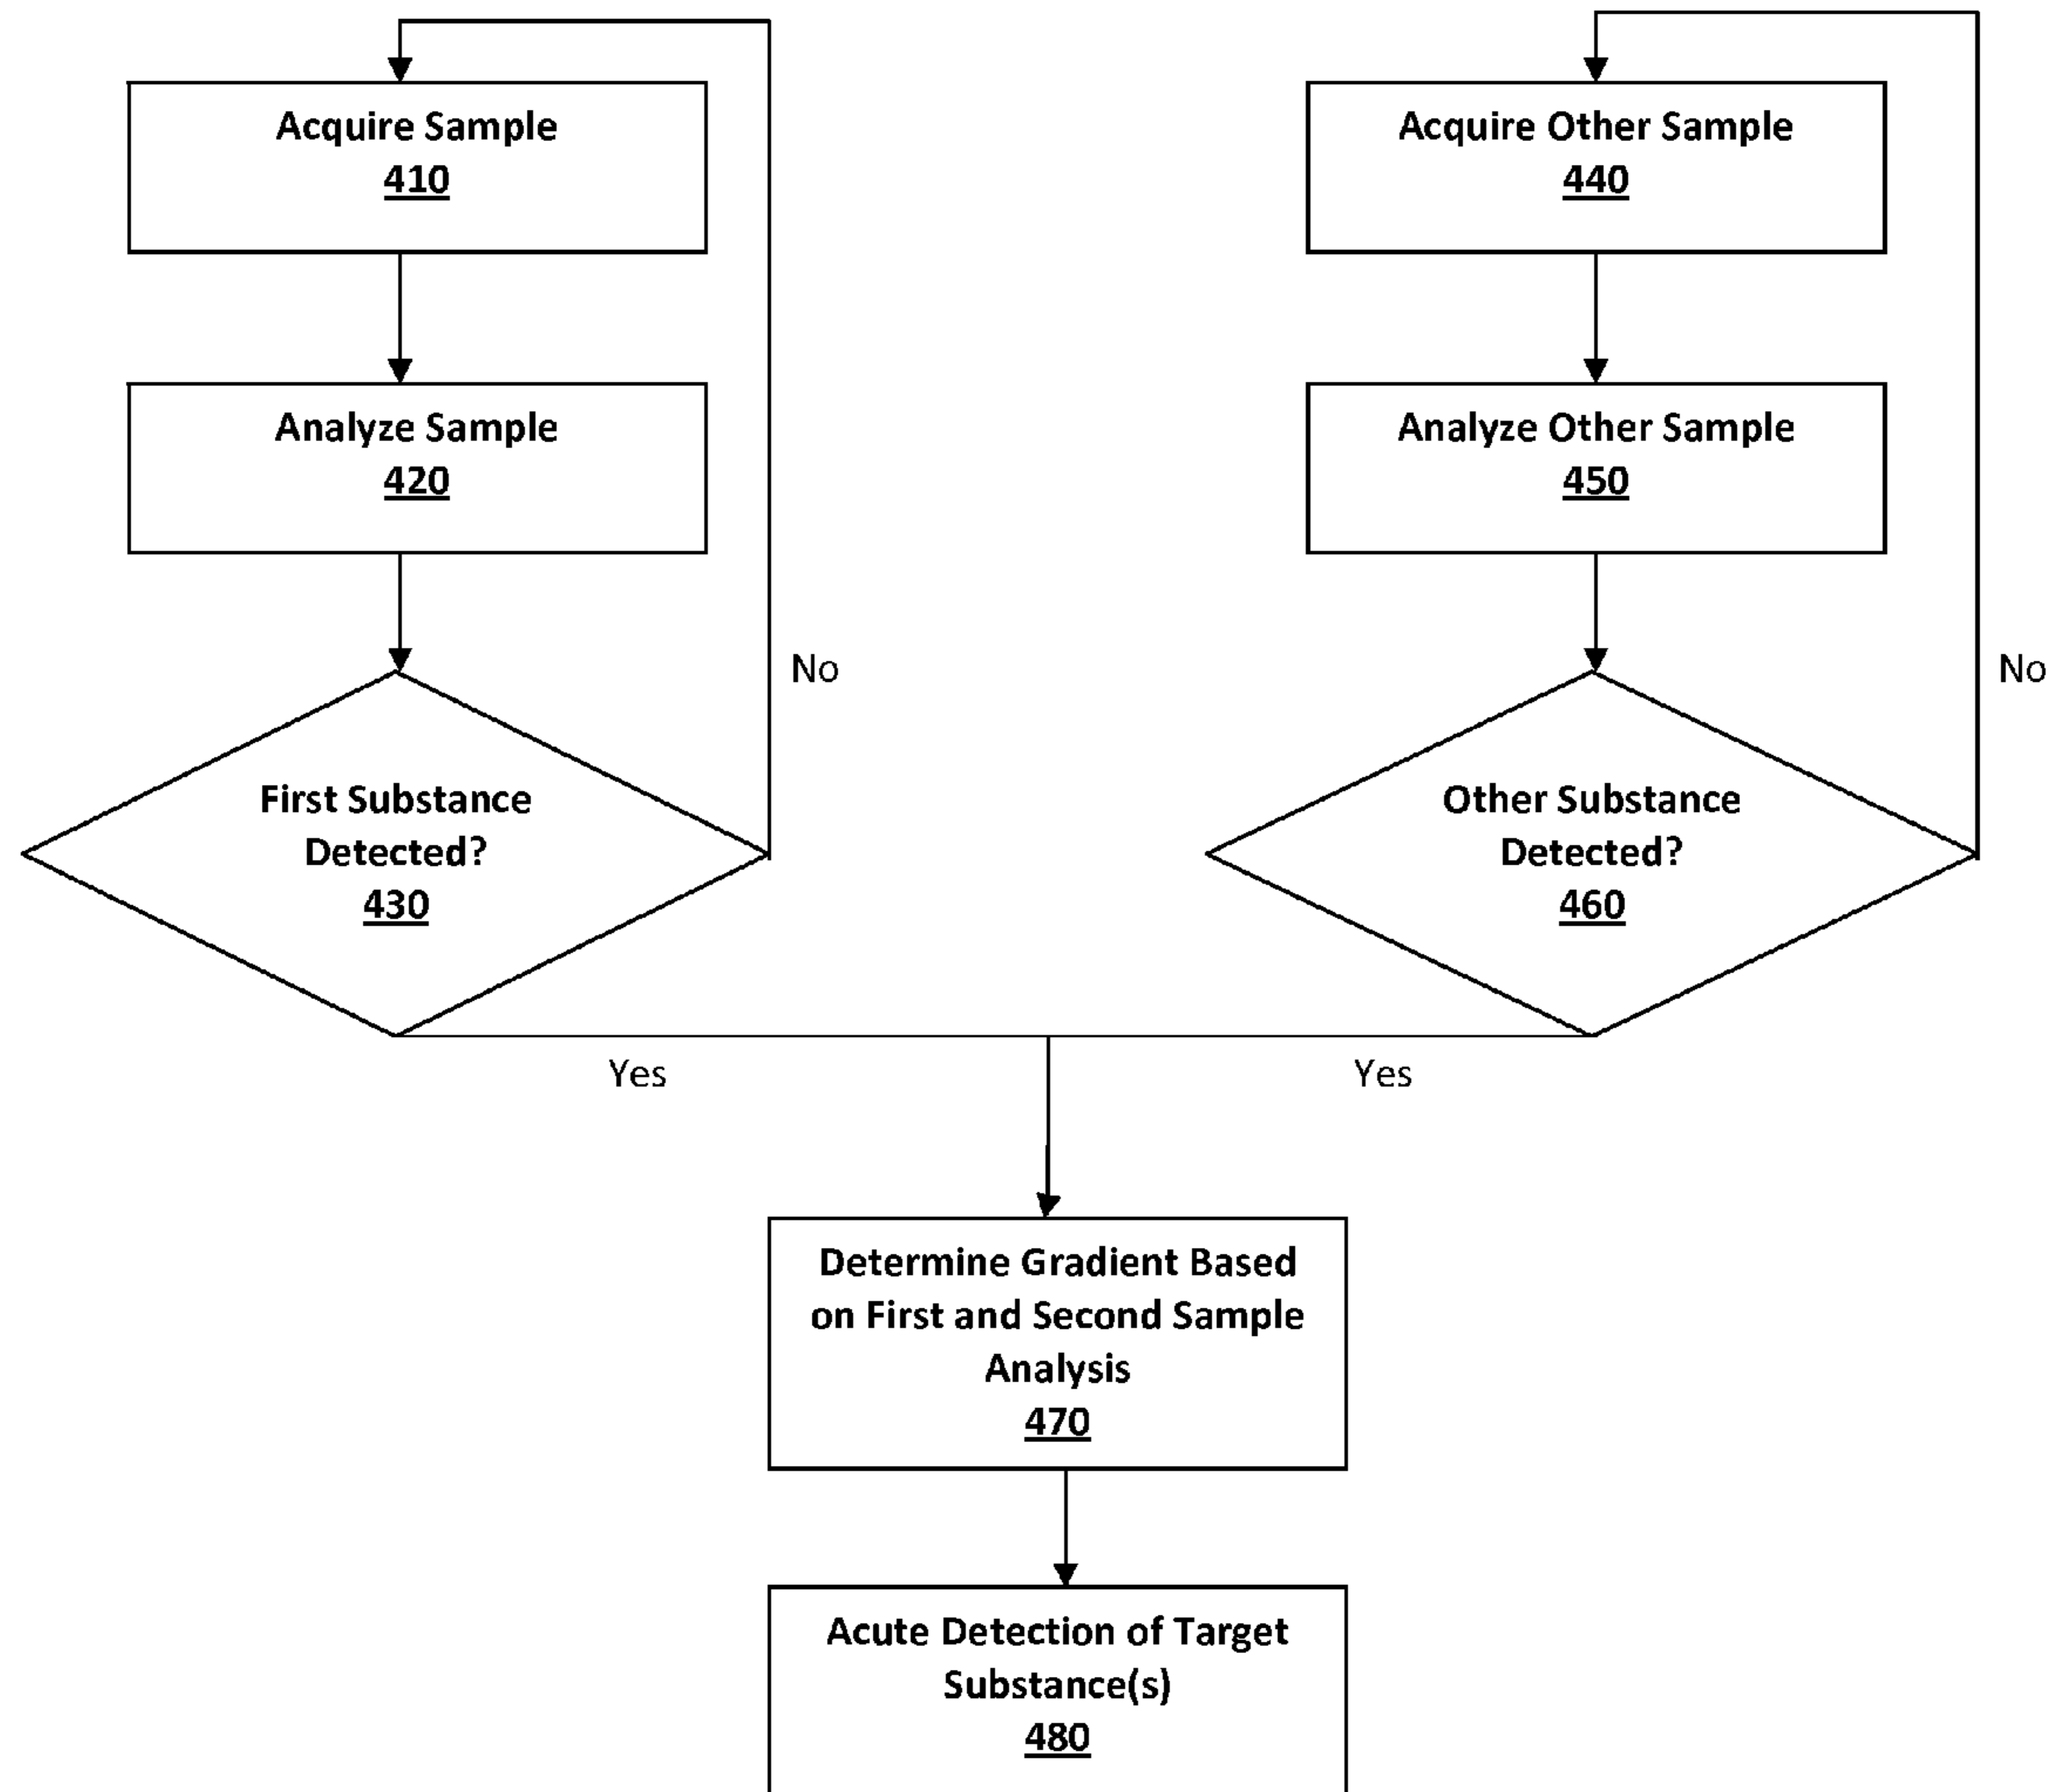 Acquire Sample
410
Analyze Sample
420
No
First Substance
Detected?
430
Yes
Acquire Other Sample
440
Analyze Other Sample
450
No
Other Substance
Detected?
460
Yes
Determine Gradient Based
on First and Second Sample
Analysis
470
Acute Detection of Target
Substance(s)
480